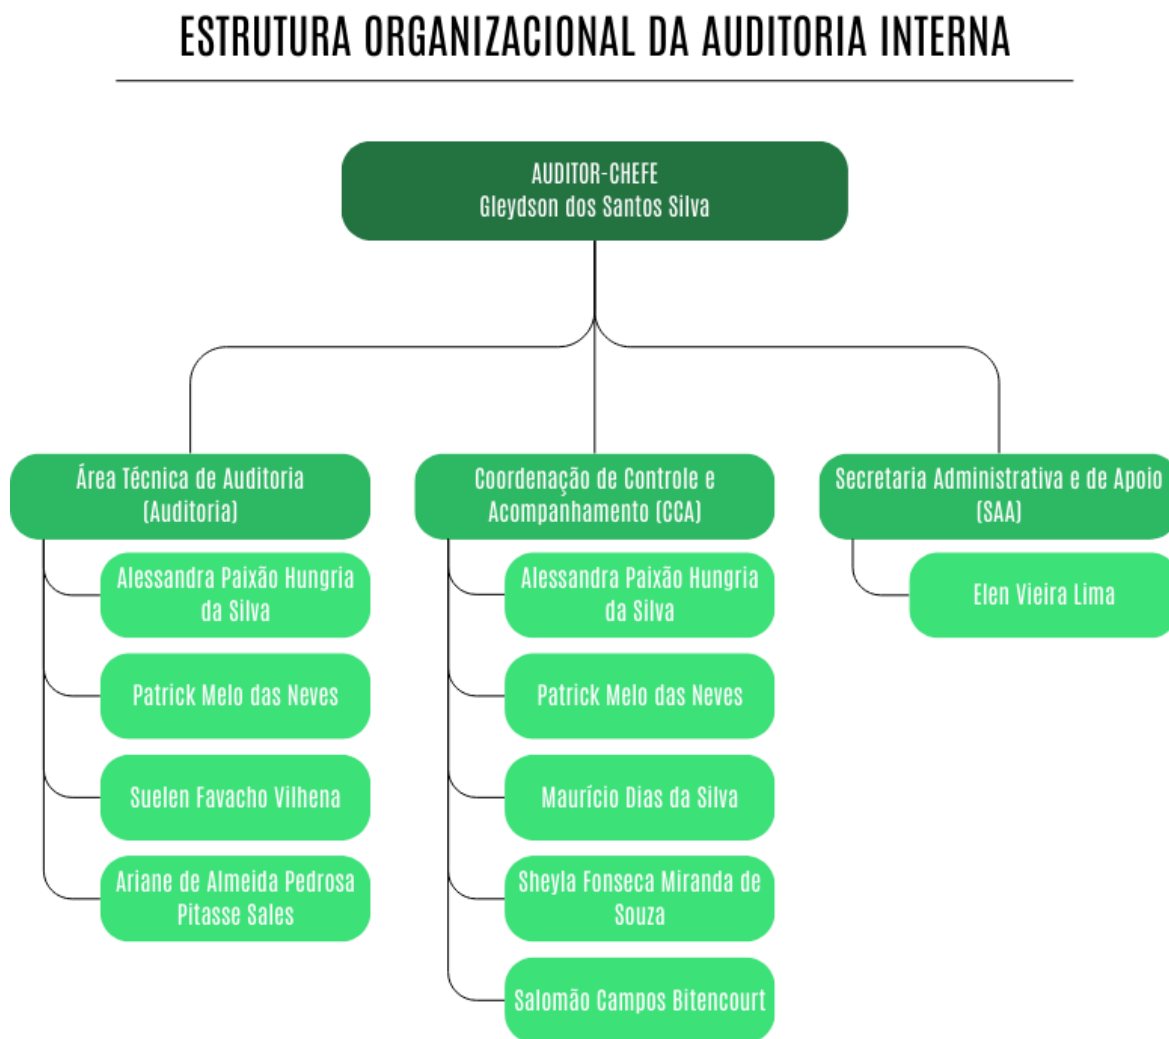 ESTRUTURA ORGANIZACIONAL DA AUDITORIA INTERNA
AUDITOR-CHEFE
Gleydson dos Santos Silva
Área Técnica de Auditoria
(Auditoria)
Alessandra Paixão Hungria
da Silva
Patrick Melo das Neves
Suelen Favacho Vilhena
Ariane de Almeida Pedrosa
Pitasse Sales
Coordenação de Controle e
Acompanhamento (CCA)
Alessandra Paixão Hungria
da Silva
Patrick Melo das Neves
Maurício Dias da Silva
Sheyla Fonseca Miranda de
Souza
Salomão Campos Bitencourt
Secretaria Administrativa e de Apoio
(SAA)
Elen Vieira Lima